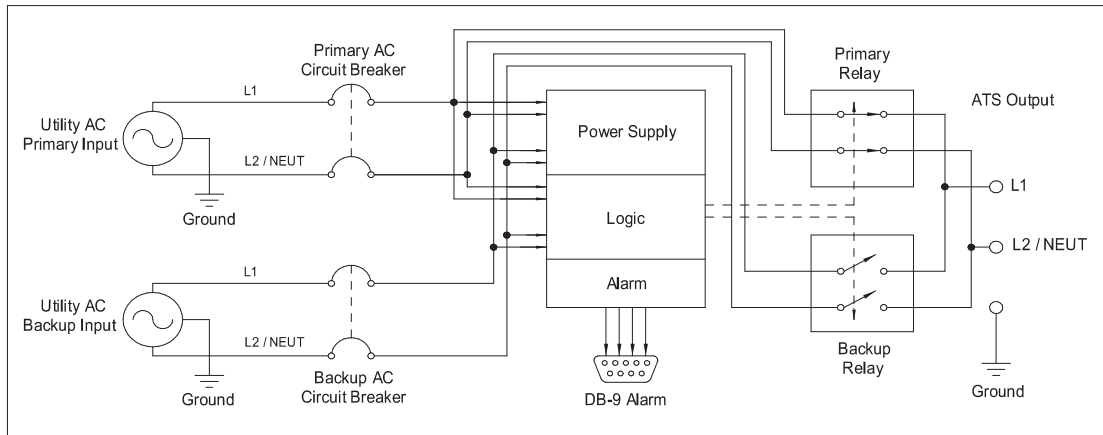 Primary AC
Circuit Breaker
L1
Utility AC
Primary Input
L2 / NEUT
Ground
L1
Utility AC
Backup Input
L2 / NEUT
Ground
Backup AC
Circuit Breaker
Power Supply
Logic
Alarm
DB-9 Alarm
Primary
Relay
ATS Output
L1
L2 / NEUT
Backup
Relay
Ground